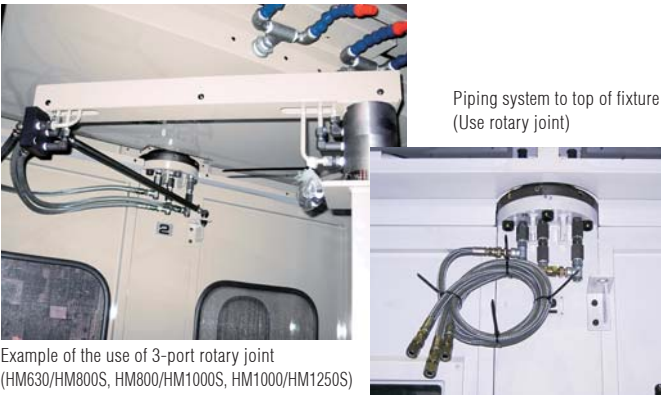 Piping system to top of fixture
(Use rotary joint)
2
Example of the use of 3-port rotary joint
(HM630/HM800S, HM800/HM1000S, HM1000/HM1250S)